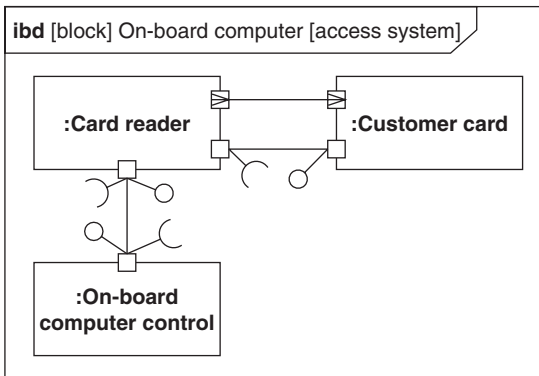 ibd [block] On-board computer [access system]
:Card reader
:Customer card
:On-board
computer control